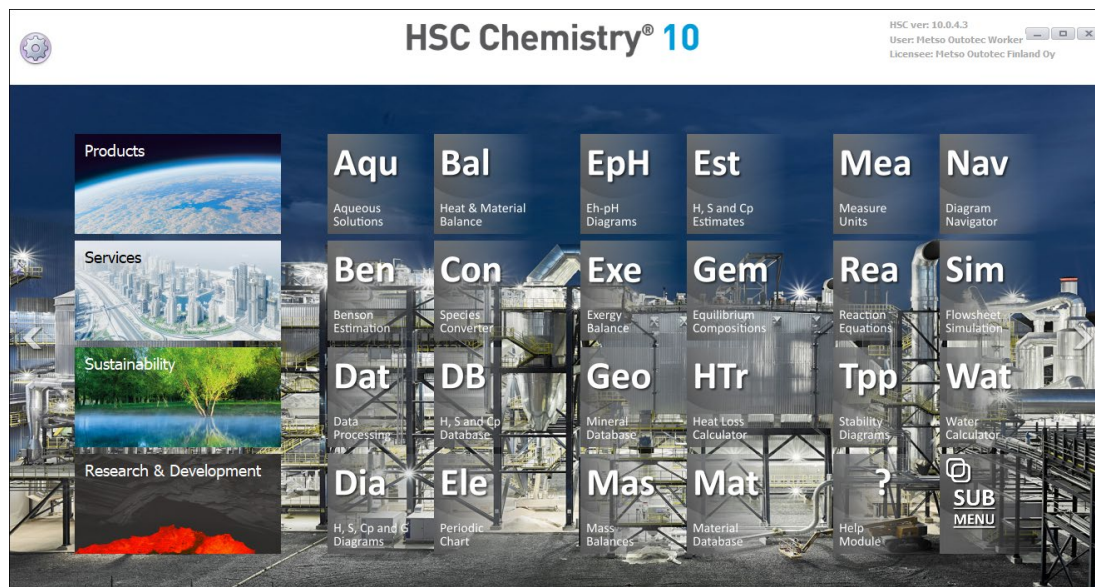 HSC Chemistry® 10
HSC ver: 10.0.4.3
User: Metso Outotec Worker
Licensee: Metso Outotec Finland Oy
Products
Services
Sustainability
Research & Development
Aqu
Aqueous
Solutions
Bal
Heat & Material
Balance
EpH
Eh-pH
Diagrams
Est
H, S and Cp
Estimates
Mea
Measure
Units
Nav
Diagram
Navigator
Ben
Benson
Estimation
Con
Species
Converter
Exe
Exergy
Balance
Gem
Equilibrium
Compositions
Rea
Reaction
Equations
Sim
Flowsheet
Simulation
Dat
Data
Processing
DB
H, S and Cp
Database
Geo
Mineral
Database
HTr
Heat Loss
Calculator
Tpp
Stability
Diagrams
Wat
Water
Calculator
Dia
H, S, Cp and G
Diagrams
Ele
Periodic
Chart
Mas
Mass
Balances
Mat
Material
Database
?
Help
Module
SUB
MENU